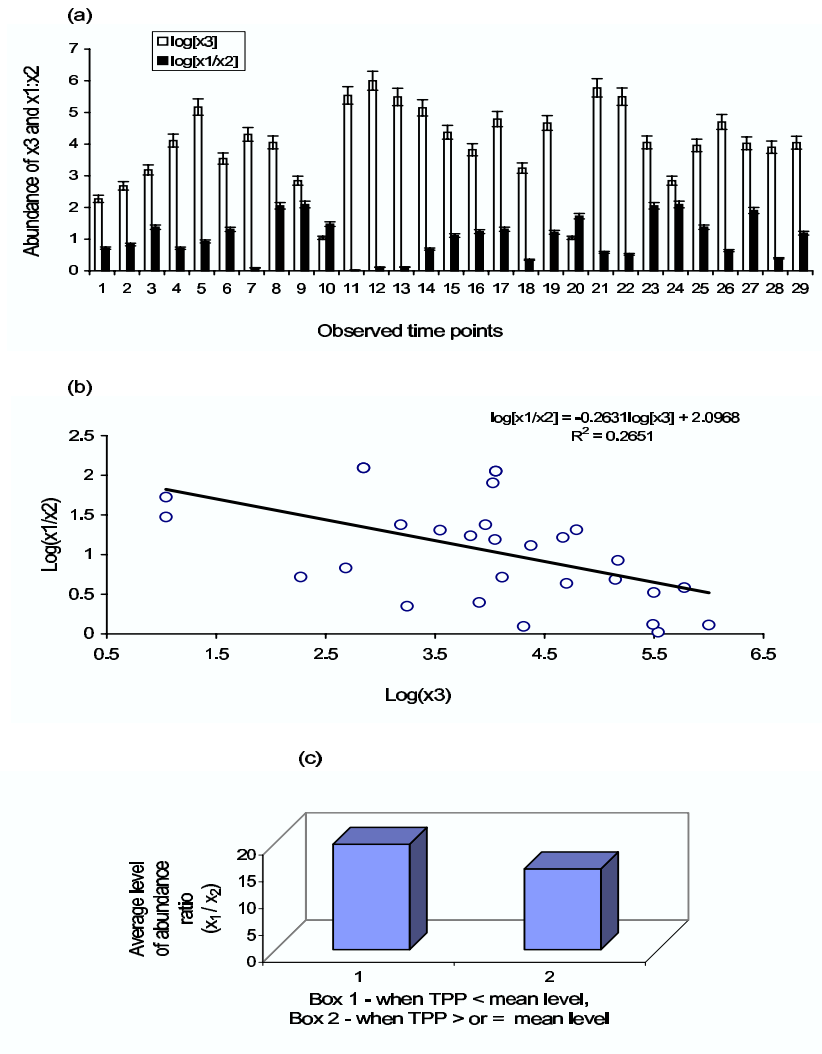 (a)
log[x3]
log[x1/x2]
Abundance of x3 and x1:x2
7
6
5
4
3
2
1
0
1 2 3 4 5 6 7 8 9 10 11 12 13 14 15 16 17 18 19 20 21 22 23 24 25 26 27 28 29
Observed time points
(b)
log[x1/x2] = -0.2631log[x3] + 2.0968
R² = 0.2651
Log(x1/x2)
2.5
2
1.5
1
0.5
0
0.5 1.5 2.5 3.5 4.5 5.5 6.5
Log(x3)
(c)
Average level
of abundance
ratio
(x₁ / x₂)
20
15
10
5
0
1 2
Box 1 - when TPP < mean level,
Box 2 - when TPP > or = mean level